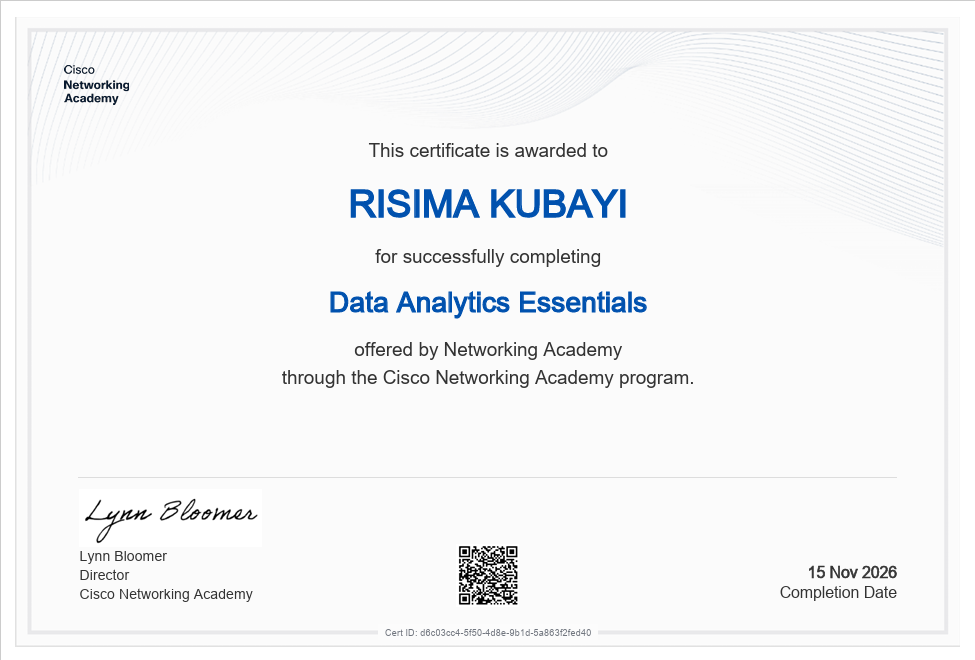 Cisco
Networking
Academy
This certificate is awarded to
RISIMA KUBAYI
for successfully completing
Data Analytics Essentials
offered by Networking Academy
through the Cisco Networking Academy program.
Lynn Bloomer
Lynn Bloomer
Director
Cisco Networking Academy
15 Nov 2026
Completion Date
Cert ID: d6c03cc4-5f50-4d8e-9b1d-5a863f2fed40